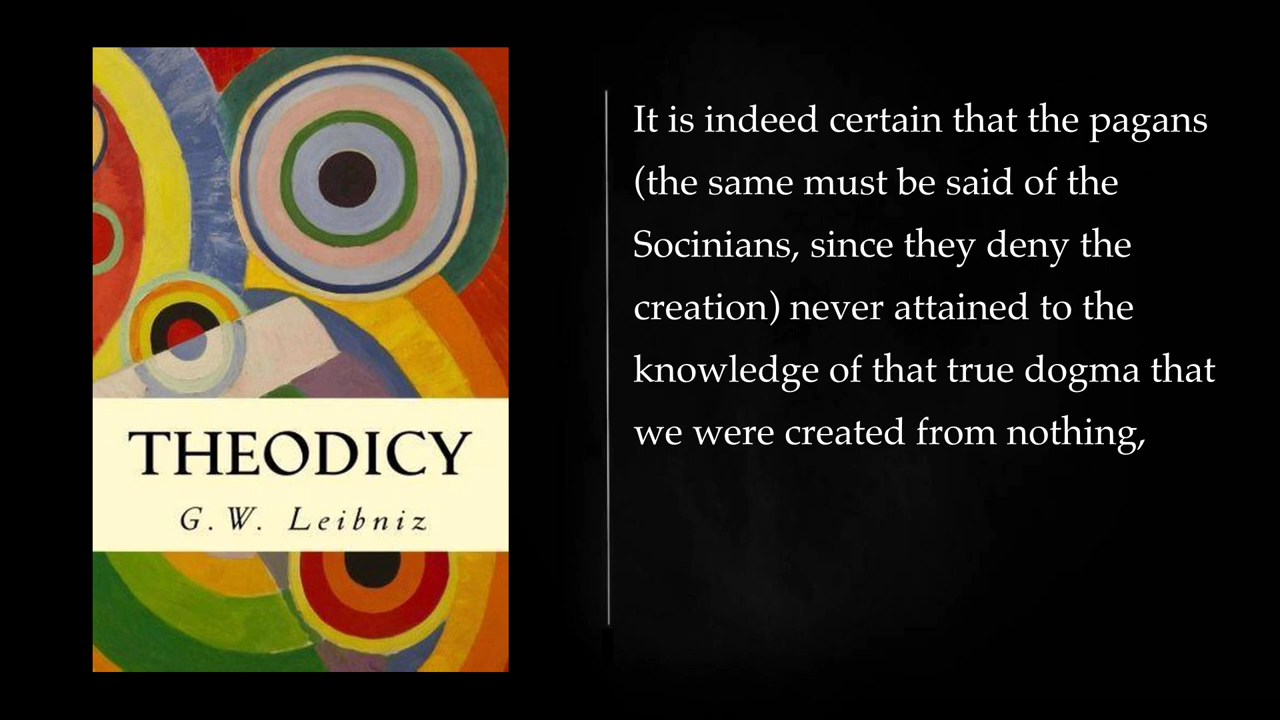 THEODICY
G. W. Leibniz
It is indeed certain that the pagans
(the same must be said of the
Socinians, since they deny the
creation) never attained to the
knowledge of that true dogma that
we were created from nothing,